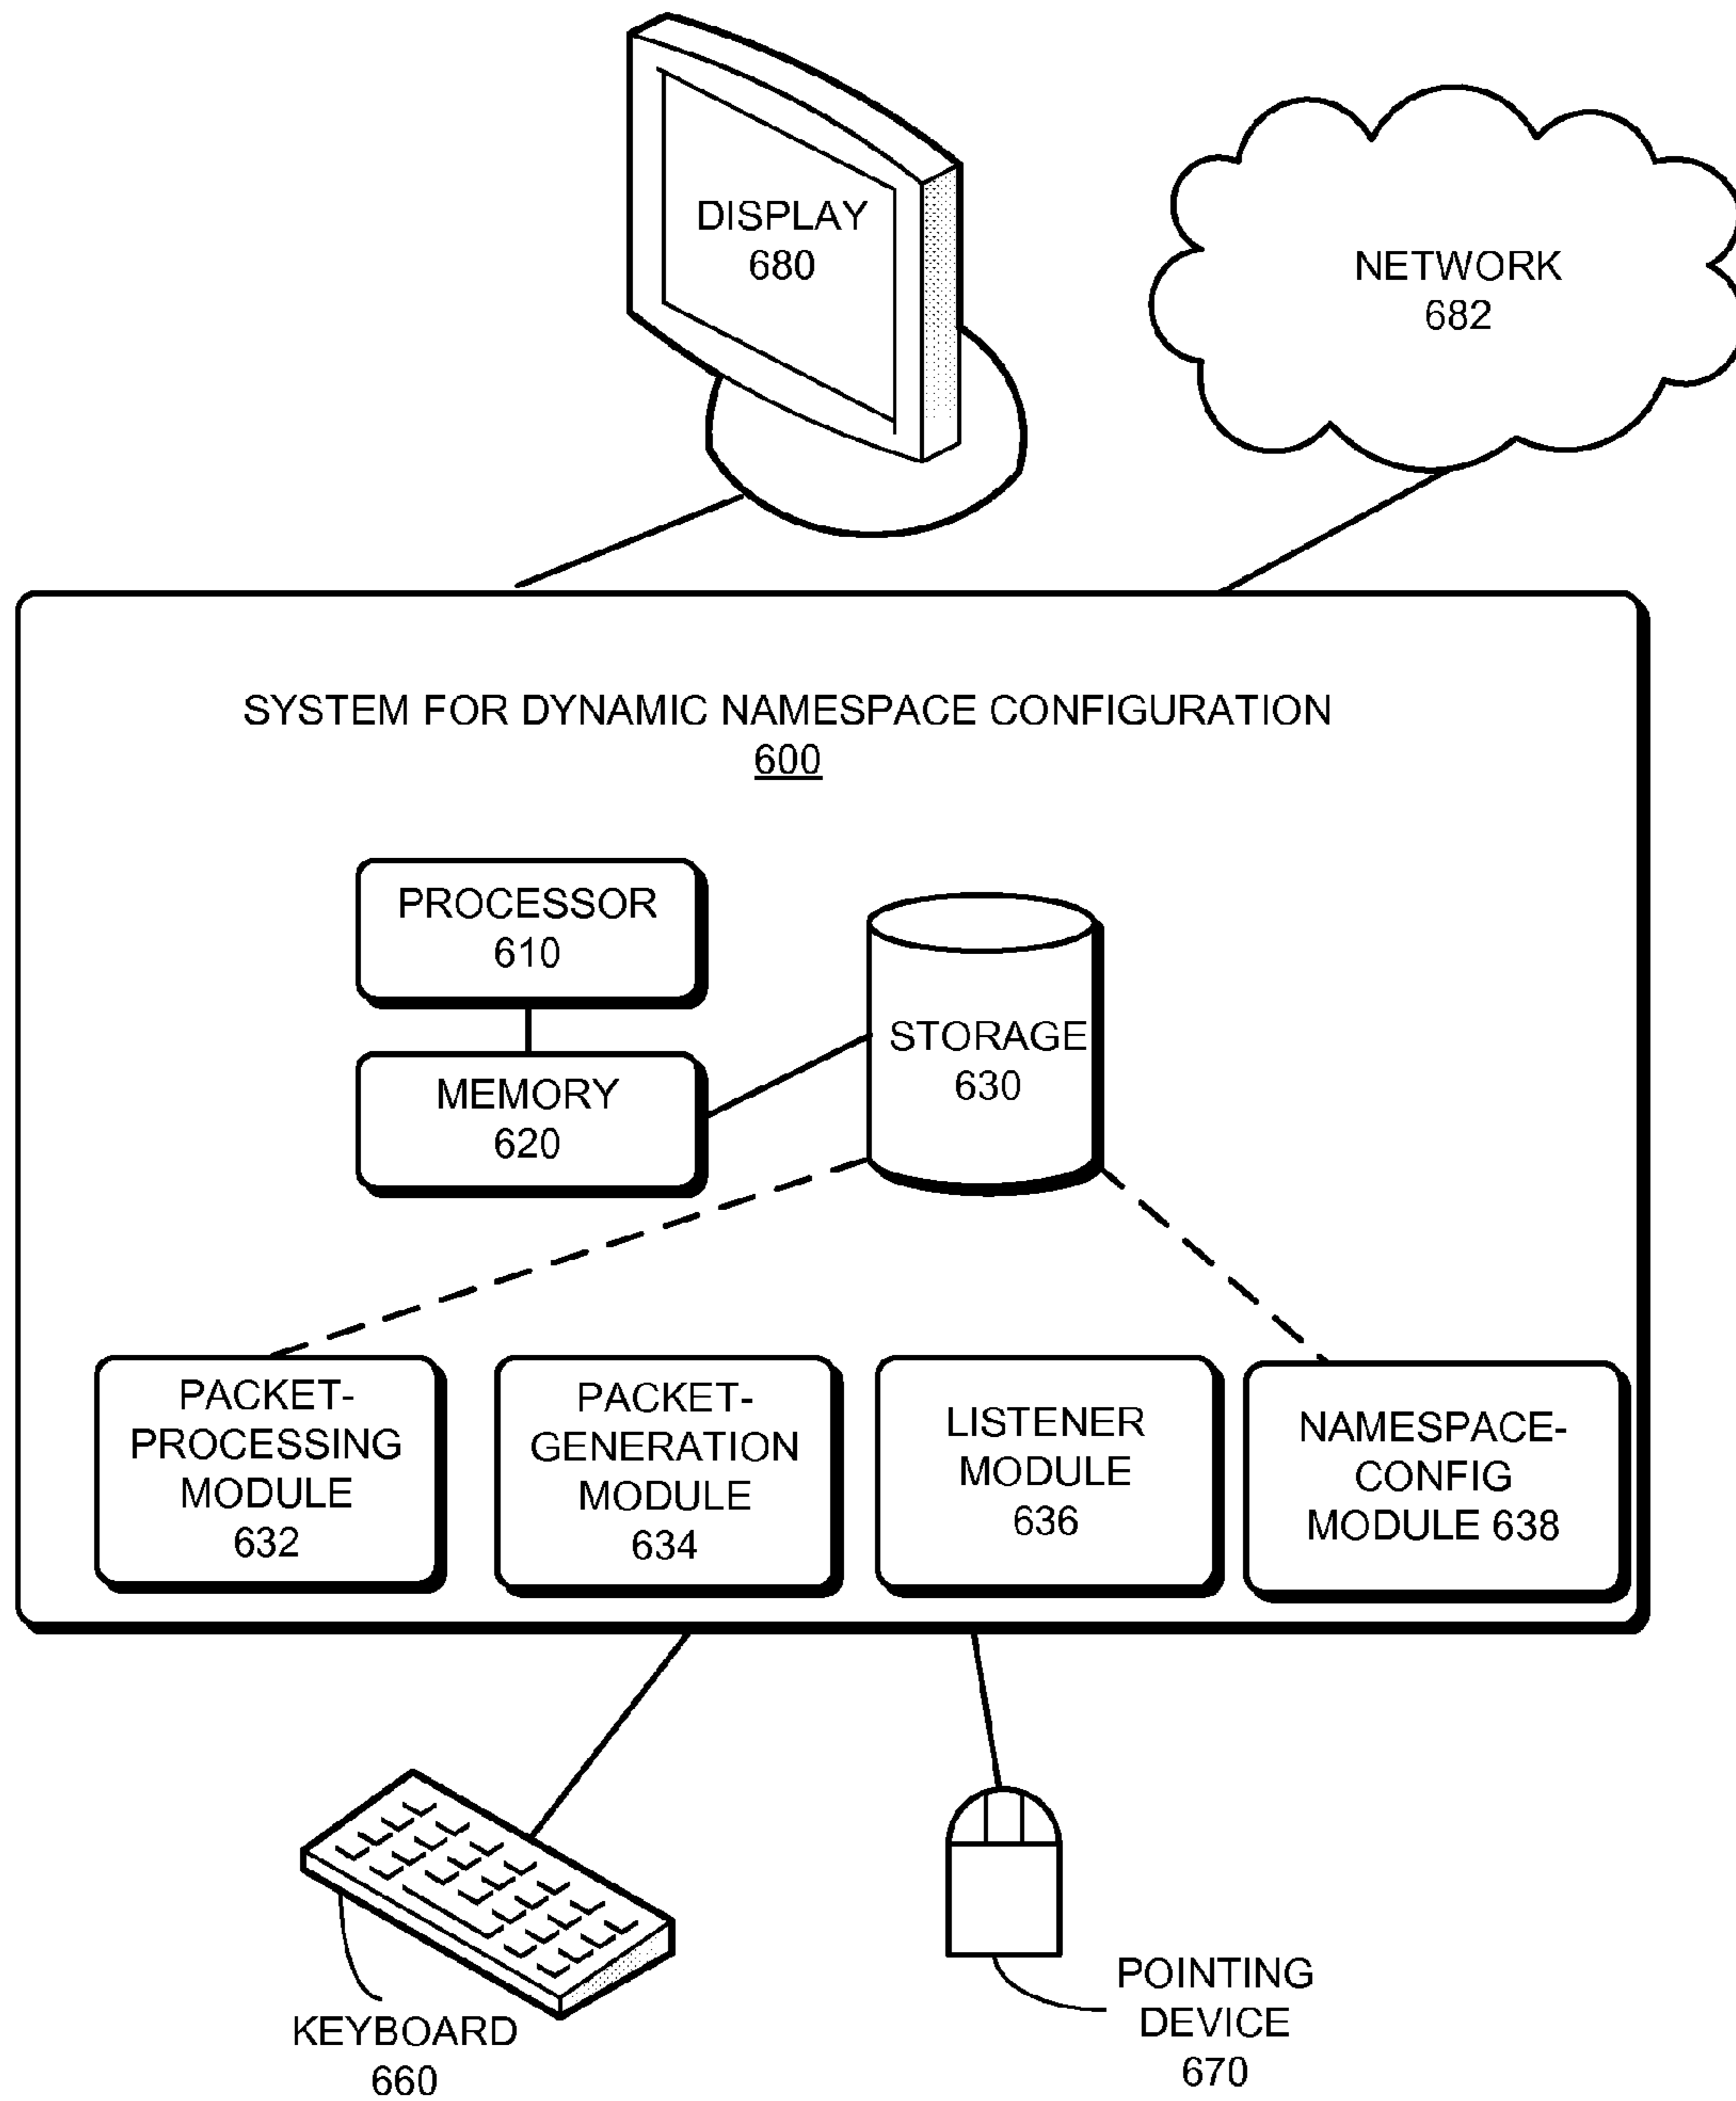 DISPLAY
680
NETWORK
682
SYSTEM FOR DYNAMIC NAMESPACE CONFIGURATION
600
PROCESSOR
610
MEMORY
620
STORAGE
630
PACKET-
PROCESSING
MODULE
632
PACKET-
GENERATION
MODULE
634
LISTENER
MODULE
636
NAMESPACE-
CONFIG
MODULE 638
KEYBOARD
660
POINTING
DEVICE
670